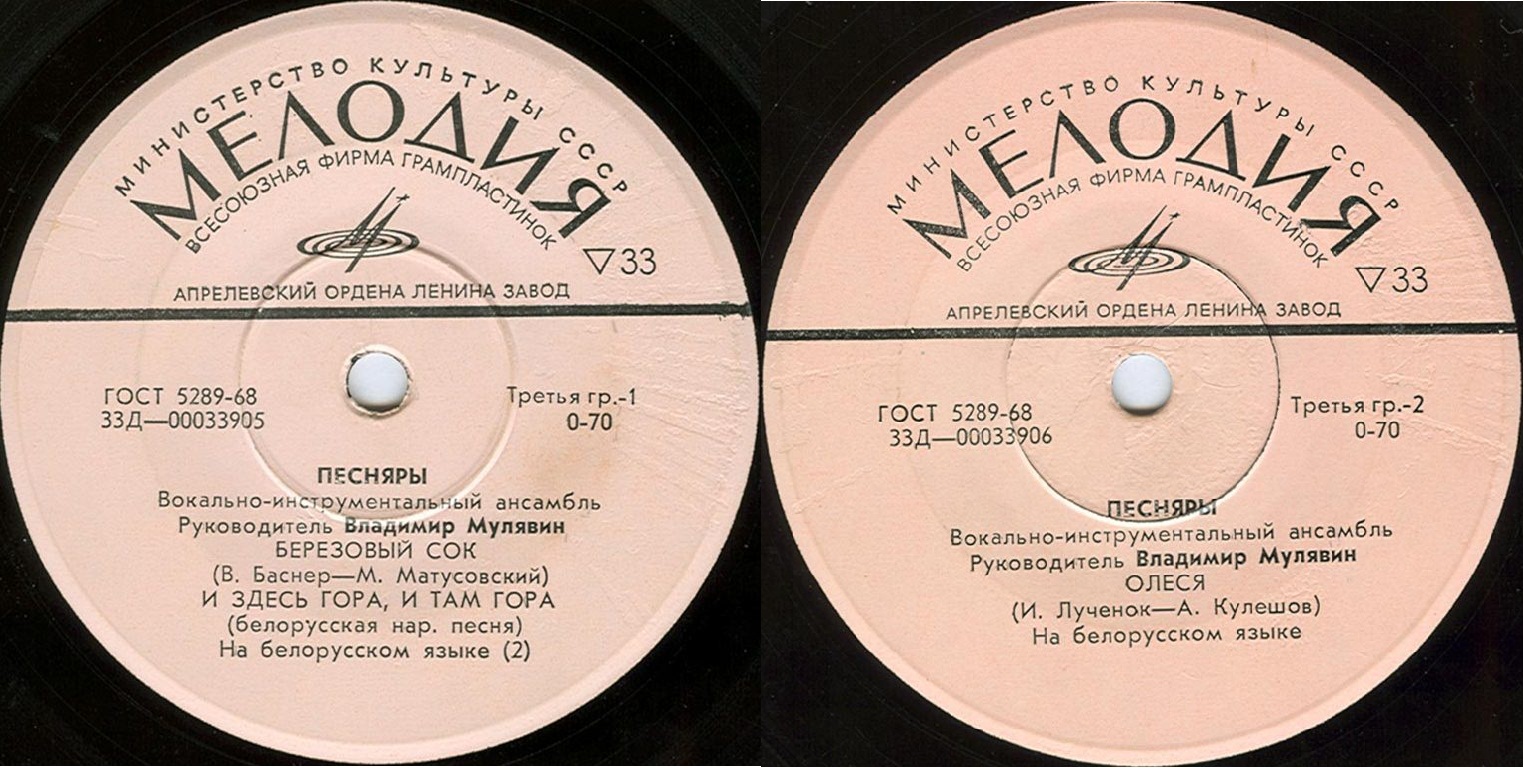 МИНИСТЕРСТВО КУЛЬТУРЫ СССР
МЕЛОДИЯ
ВСЕСОЮЗНАЯ ФИРМА ГРАМПЛАСТИНОК
▽33
АПРЕЛЕВСКИЙ ОРДЕНА ЛЕНИНА ЗАВОД
ГОСТ 5289-68
33Д—00033905
Третья гр.-1
0-70
ПЕСНЯРЫ
Вокально-инструментальный ансамбль
Руководитель Владимир Мулявин
БЕРЕЗОВЫЙ СОК
(В. Баснер—М. Матусовский)
И ЗДЕСЬ ГОРА, И ТАМ ГОРА
(белорусская нар. песня)
На белорусском языке (2)
МИНИСТЕРСТВО КУЛЬТУРЫ СССР
МЕЛОДИЯ
ВСЕСОЮЗНАЯ ФИРМА ГРАМПЛАСТИНОК
▽33
АПРЕЛЕВСКИЙ ОРДЕНА ЛЕНИНА ЗАВОД
ГОСТ 5289-68
33Д—00033906
Третья гр.-2
0-70
ПЕСНЯРЫ
Вокально-инструментальный ансамбль
Руководитель Владимир Мулявин
ОЛЕСЯ
(И. Лученок—А. Кулешов)
На белорусском языке